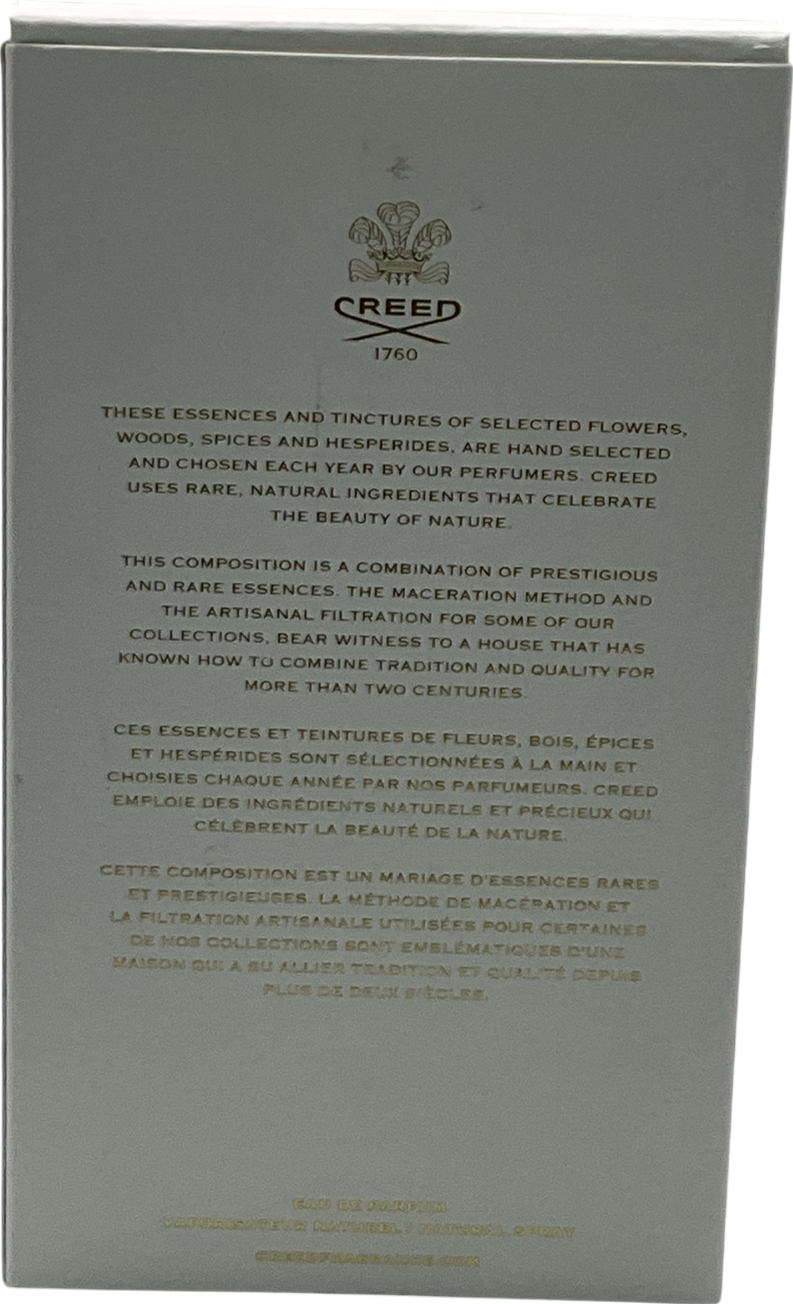 CREED
1760
THESE ESSENCES AND TINCTURES OF SELECTED FLOWERS,
WOODS, SPICES AND HESPERIDES, ARE HAND SELECTED
AND CHOSEN EACH YEAR BY OUR PERFUMERS. CREED
USES RARE, NATURAL INGREDIENTS THAT CELEBRATE
THE BEAUTY OF NATURE.
THIS COMPOSITION IS A COMBINATION OF PRESTIGIOUS
AND RARE ESSENCES. THE MACERATION METHOD AND
THE ARTISANAL FILTRATION FOR SOME OF OUR
COLLECTIONS, BEAR WITNESS TO A HOUSE THAT HAS
KNOWN HOW TO COMBINE TRADITION AND QUALITY FOR
MORE THAN TWO CENTURIES.
CES ESSENCES ET TEINTURES DE FLEURS, BOIS, ÉPICES
ET HESPÉRIDES SONT SÉLECTIONNÉES À LA MAIN ET
CHOISIES CHAQUE ANNÉE PAR NOS PARFUMEURS. CREED
EMPLOIE DES INGRÉDIENTS NATURELS ET PRÉCIEUX QUI
CÉLÈBRENT LA BEAUTÉ DE LA NATURE.
CETTE COMPOSITION EST UN MARIAGE D'ESSENCES RARES
ET PRESTIGIEUSES. LA MÉTHODE DE MACÉRATION ET
LA FILTRATION ARTISANALE UTILISÉES POUR CERTAINES
DE NOS COLLECTIONS SONT EMBLÉMATIQUES D'UNE
MAISON QUI A SU ALLIER TRADITION ET QUALITÉ DEPUIS
PLUS DE DEUX SIÈCLES.
EAU DE PARFUM
VAPORISATEUR NATUREL / NATURAL SPRAY
CREEDFRAGRANCE.COM